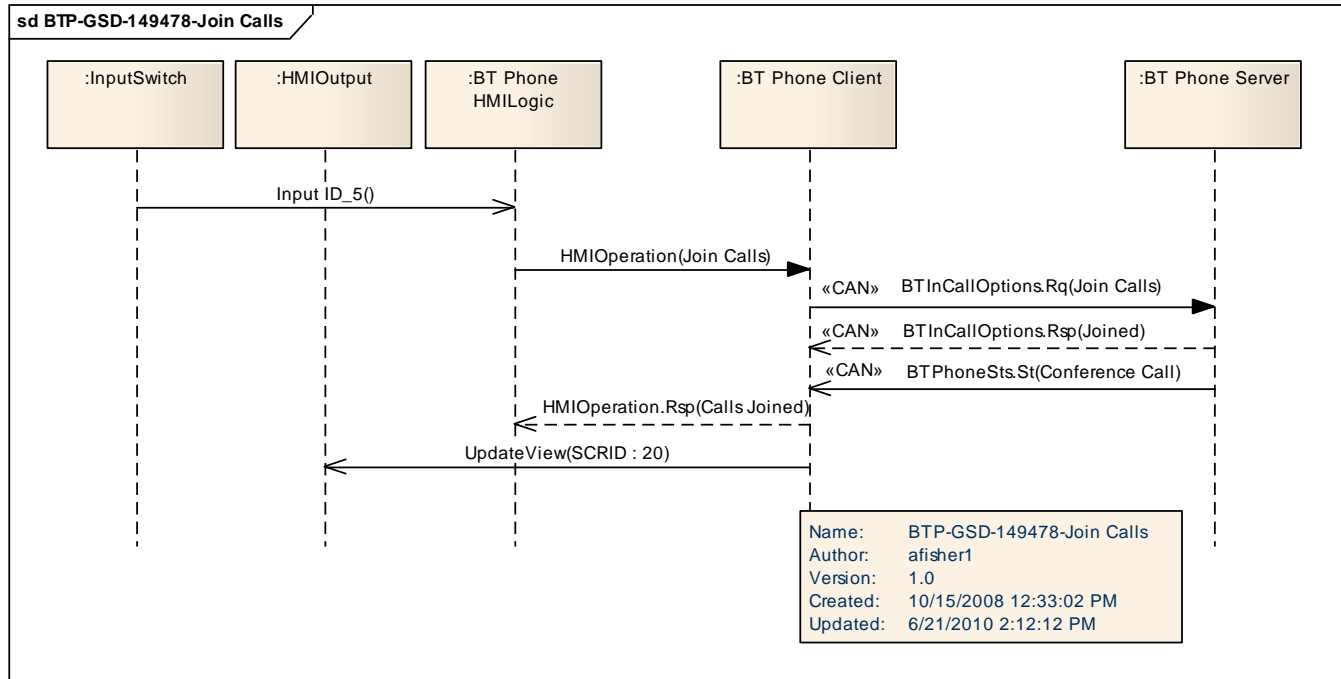 sd BTP-GSD-149478-Join Calls
:InputSwitch
:HMIOutput
:BT Phone
HMILogic
:BT Phone Client
:BT Phone Server
Input ID_5()
HMIOperation(Join Calls)
«CAN» BTInCallOptions.Rq(Join Calls)
«CAN» BTInCallOptions.Rsp(Joined)
«CAN» BTPhoneSts.St(Conference Call)
HMIOperation.Rsp(Calls Joined)
UpdateView(SCRID : 20)
Name: BTP-GSD-149478-Join Calls
Author: afisher1
Version: 1.0
Created: 10/15/2008 12:33:02 PM
Updated: 6/21/2010 2:12:12 PM